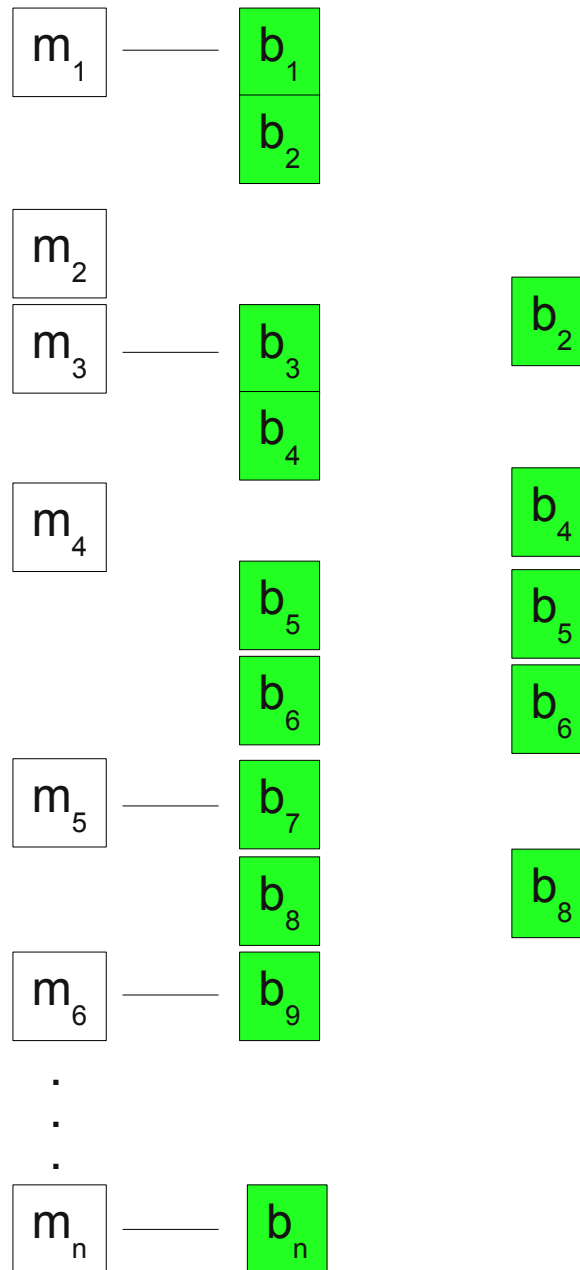 m₁ b₁
b₂
m₂
b₂
m₃ b₃
b₄
m₄ b₄
b₅ b₅
b₆ b₆
m₅ b₇
b₈ b₈
m₆ b₉
.
.
.
mₙ bₙ